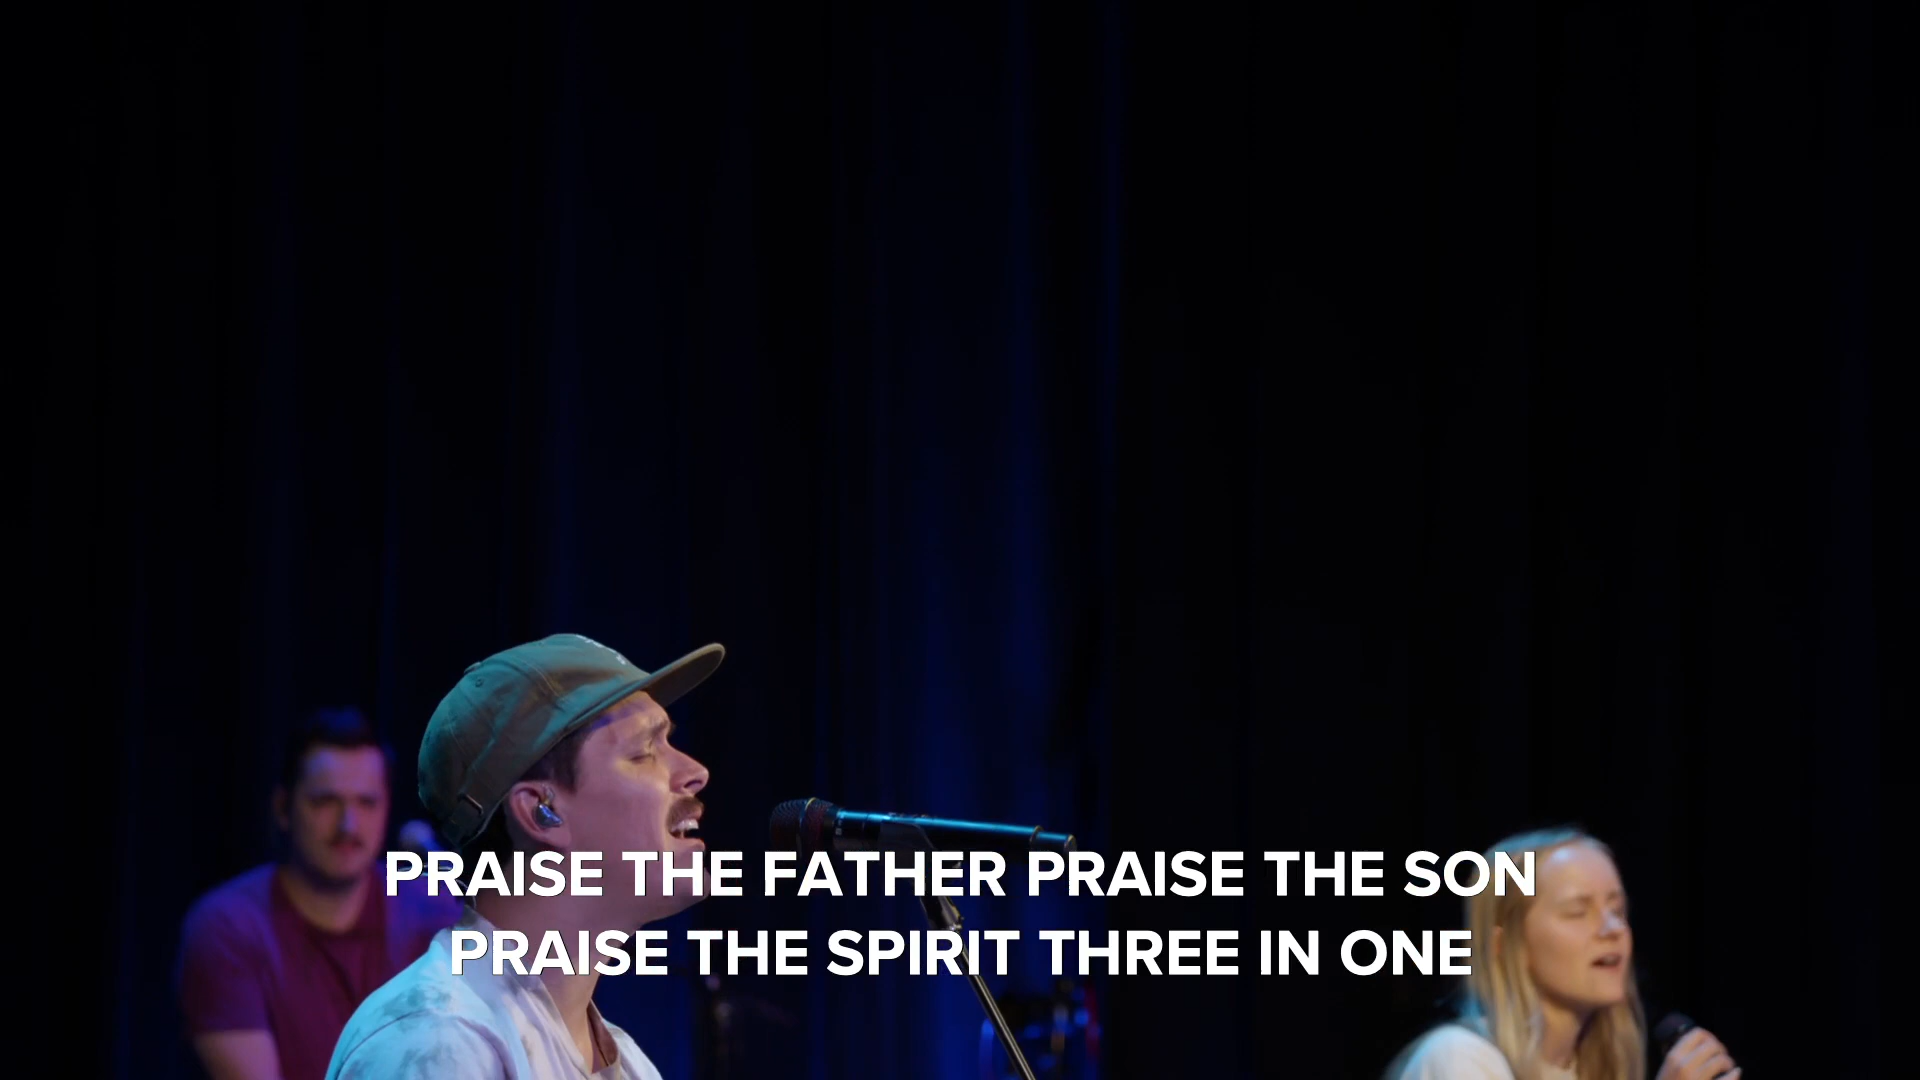 PRAISE THE FATHER PRAISE THE SON
PRAISE THE SPIRIT THREE IN ONE